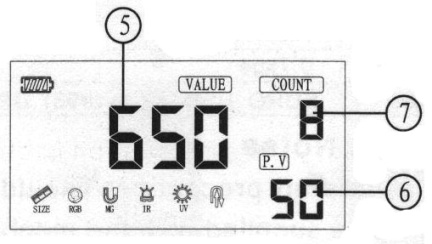 5
VALUE COUNT
650 8 7
P.V
50 6
SIZE RGB MG IR UV